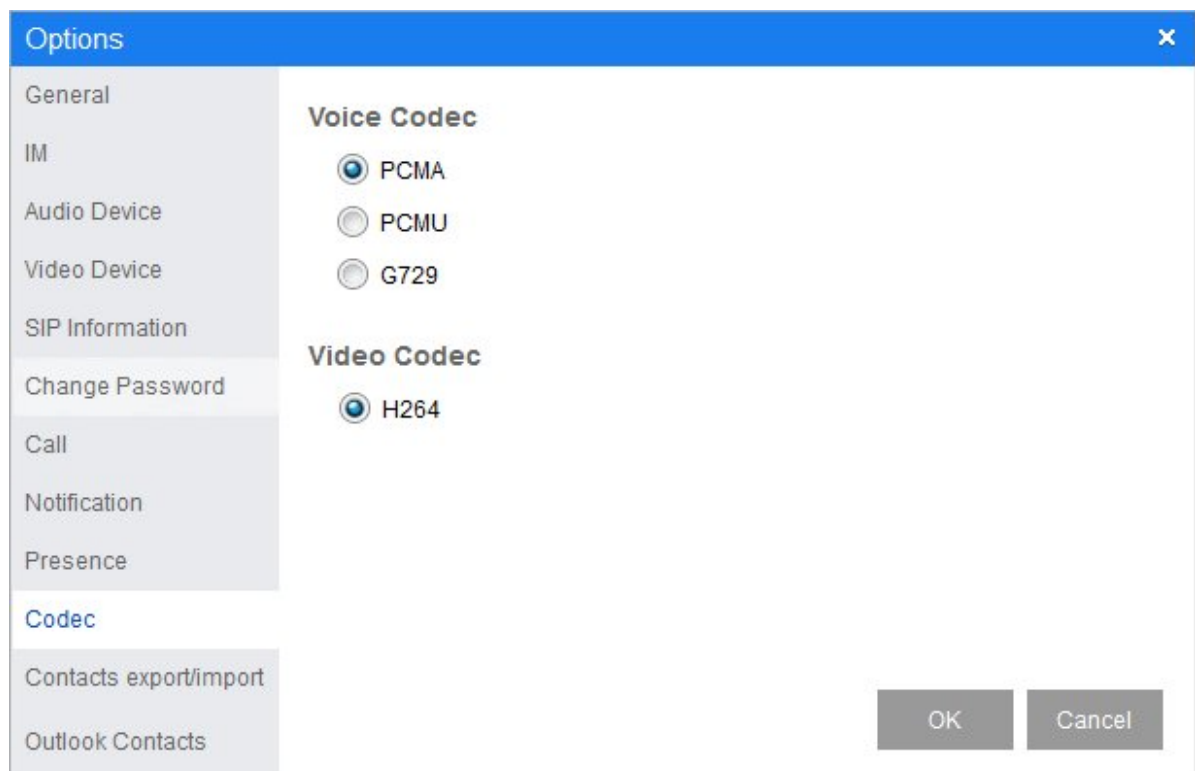 Options
General
IM
Audio Device
Video Device
SIP Information
Change Password
Call
Notification
Presence
Codec
Contacts export/import
Outlook Contacts
Voice Codec
PCMA
PCMU
G729
Video Codec
H264
OK Cancel